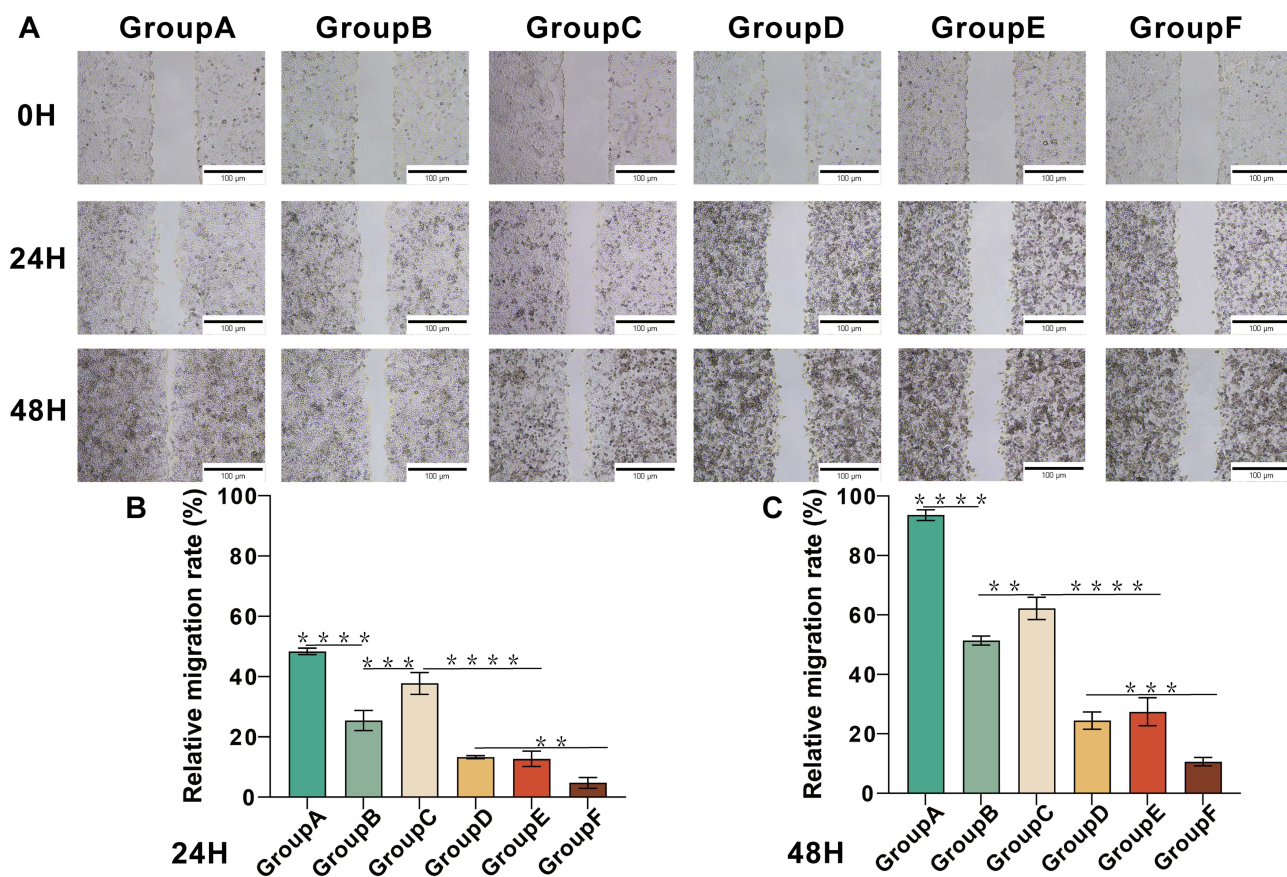 A GroupA GroupB GroupC GroupD GroupE GroupF
0H
100 μm 100 μm 100 μm 100 μm 100 μm 100 μm
24H
100 μm 100 μm 100 μm 100 μm 100 μm 100 μm
48H
100 μm 100 μm 100 μm 100 μm 100 μm 100 μm
B
Relative migration rate (%)
100
80
60
40
20
0
****
***
****
**
GroupA GroupB GroupC GroupD GroupE GroupF
24H
C
Relative migration rate (%)
100
80
60
40
20
0
****
**
****
***
GroupA GroupB GroupC GroupD GroupE GroupF
48H